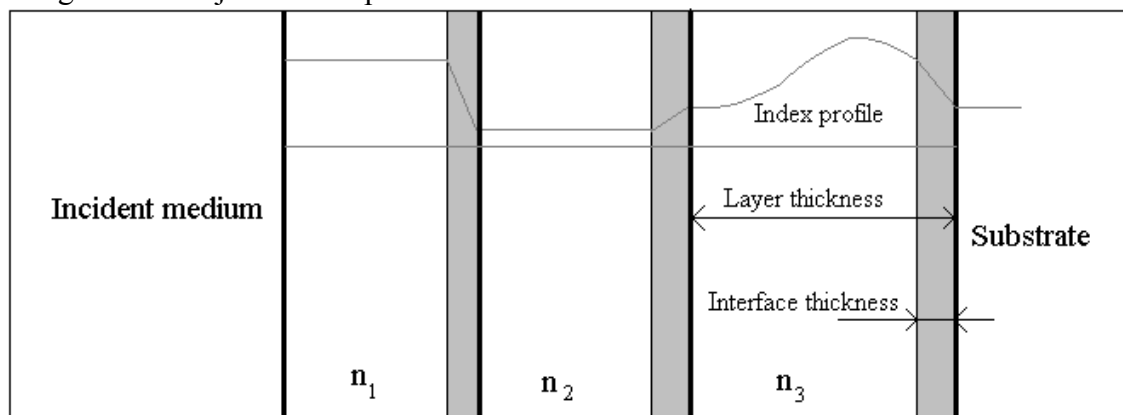 Index profile
Incident medium
Layer thickness
Substrate
Interface thickness
n1
n2
n3